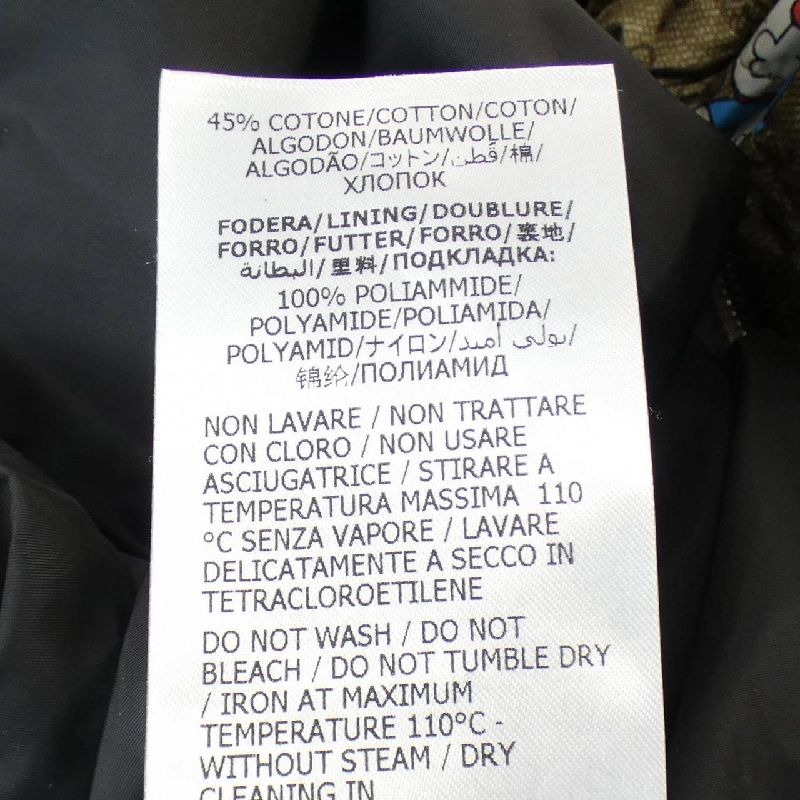 45% COTONE/COTTON/COTON/
ALGODON/BAUMWOLLE/
ALGODÃO/コットン/قطن/棉/
ХЛОПОК
FODERA/LINING/DOUBLURE/
FORRO/FUTTER/FORRO/裏地/
البطانة/里料/ПОДКЛАДКА:
100% POLIAMMIDE/
POLYAMIDE/POLIAMIDA/
POLYAMID/ナイロン/بولي أميد/
锦纶/ПОЛИАМИД
NON LAVARE / NON TRATTARE
CON CLORO / NON USARE
ASCIUGATRICE / STIRARE A
TEMPERATURA MASSIMA 110
°C SENZA VAPORE / LAVARE
DELICATAMENTE A SECCO IN
TETRACLOROETILENE
DO NOT WASH / DO NOT
BLEACH / DO NOT TUMBLE DRY
/ IRON AT MAXIMUM
TEMPERATURE 110°C -
WITHOUT STEAM / DRY
CLEANING IN